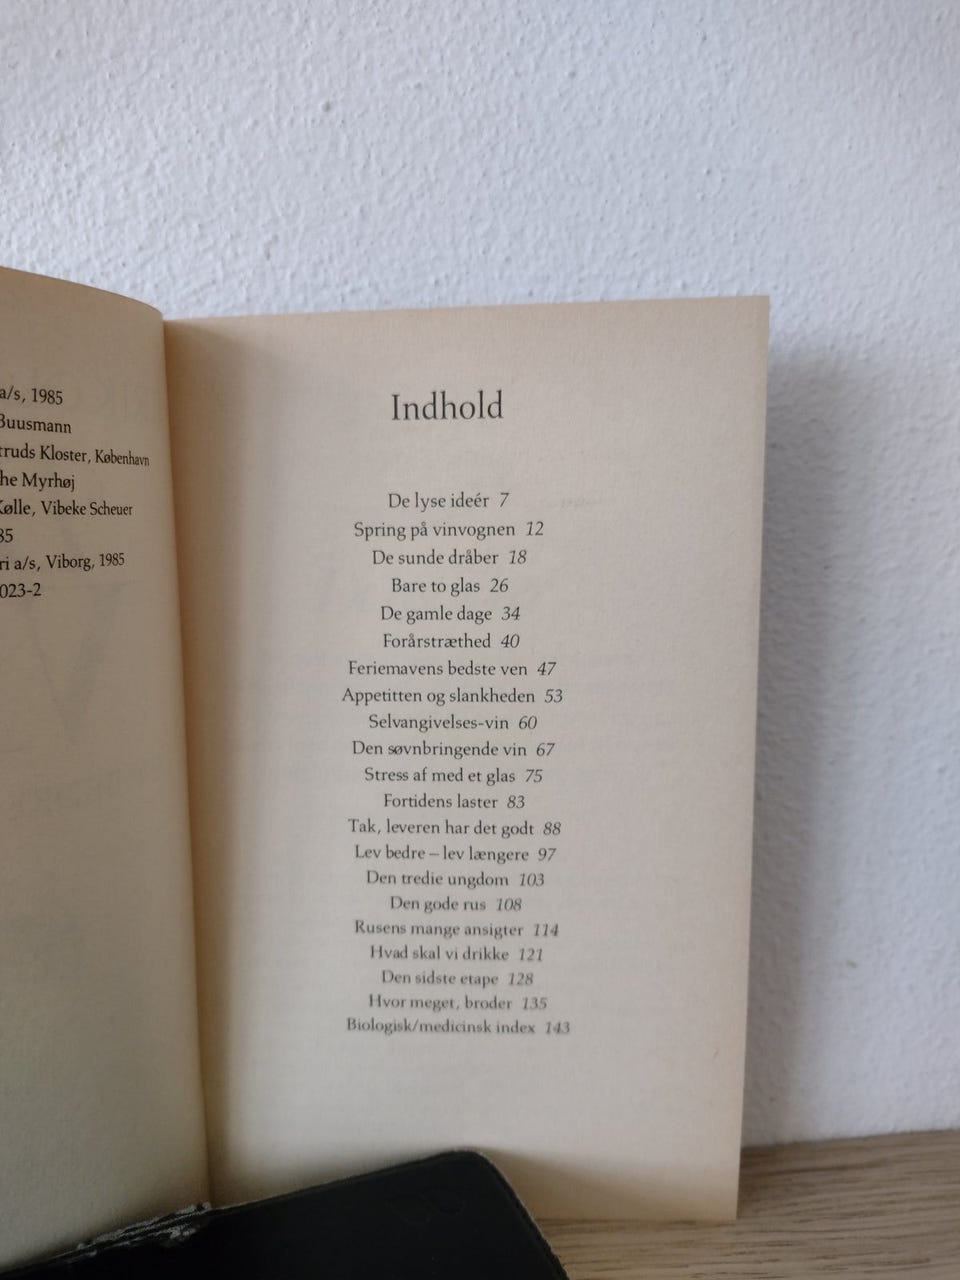 a/s, 1985
Buusmann
truds Kloster, København
he Myrhøj
Kølle, Vibeke Scheuer
85
ri a/s, Viborg, 1985
023-2
Indhold
De lyse ideér 7
Spring på vinvognen 12
De sunde dråber 18
Bare to glas 26
De gamle dage 34
Forårstræthed 40
Feriemavens bedste ven 47
Appetitten og slankheden 53
Selvangivelses-vin 60
Den søvnbringende vin 67
Stress af med et glas 75
Fortidens laster 83
Tak, leveren har det godt 88
Lev bedre – lev længere 97
Den tredie ungdom 103
Den gode rus 108
Rusens mange ansigter 114
Hvad skal vi drikke 121
Den sidste etape 128
Hvor meget, broder 135
Biologisk/medicinsk index 143